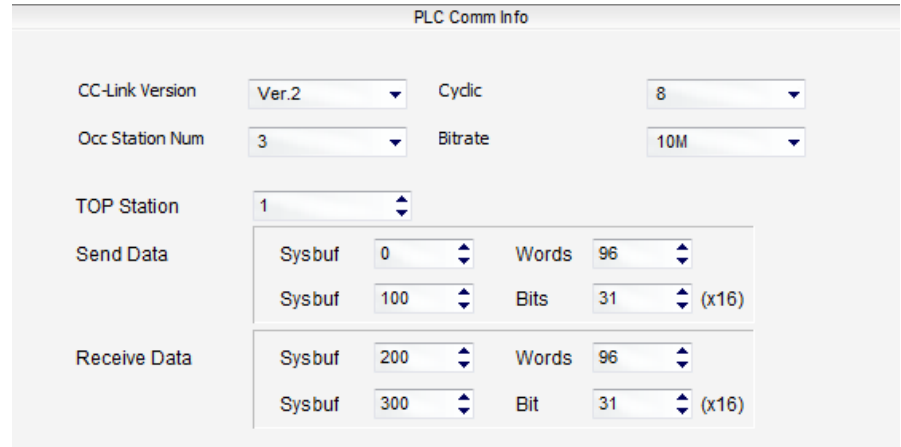 PLC Comm Info
CC-Link Version Ver.2 Cyclic 8
Occ Station Num 3 Bitrate 10M
TOP Station 1
Send Data Sysbuf 0 Words 96
Sysbuf 100 Bits 31 (x16)
Receive Data Sysbuf 200 Words 96
Sysbuf 300 Bit 31 (x16)